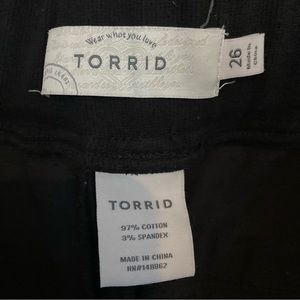 Wear what you love
TORRID
26
Made in
China
TORRID
97% COTTON
3% SPANDEX
MADE IN CHINA
RN#148862